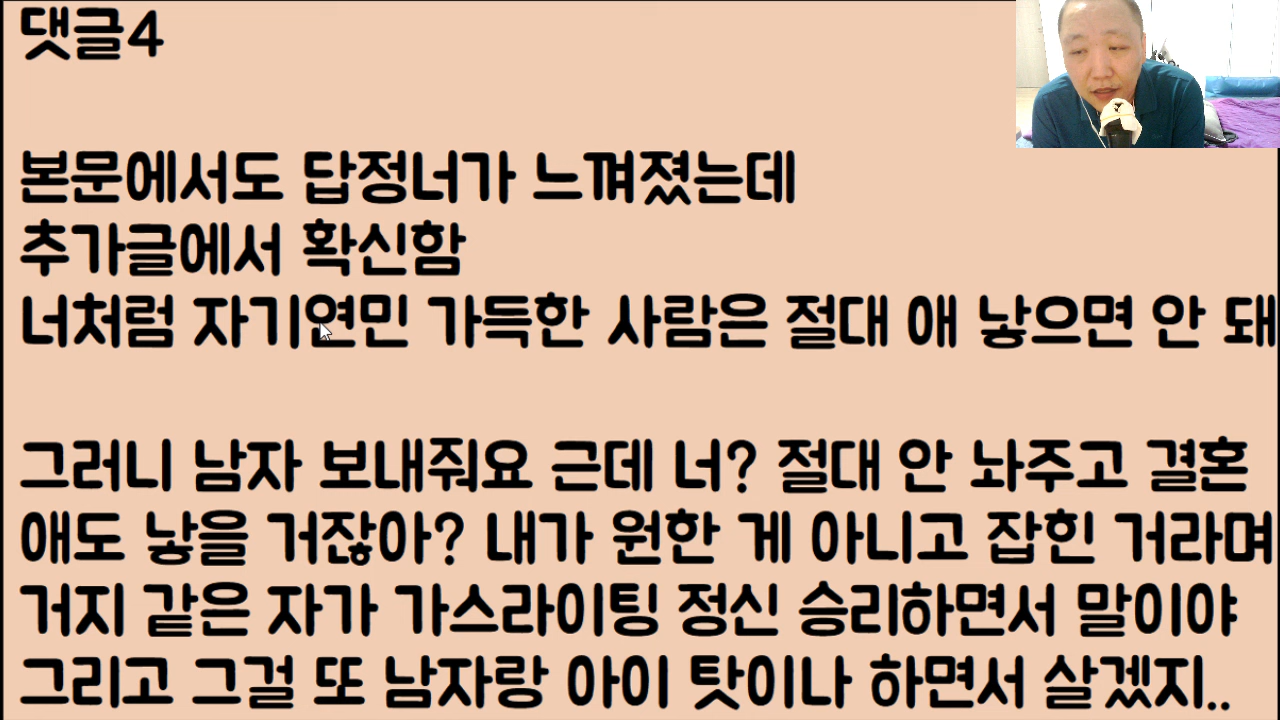 댓글4
본문에서도 답정너가 느껴졌는데
추가글에서 확신함
너처럼 자기연민 가득한 사람은 절대 애 낳으면 안 돼
그러니 남자 보내줘요 근데 너? 절대 안 놔주고 결혼
애도 낳을 거잖아? 내가 원한 게 아니고 잡힌 거라며
거지 같은 자가 가스라이팅 정신 승리하면서 말이야
그리고 그걸 또 남자랑 아이 탓이나 하면서 살겠지..